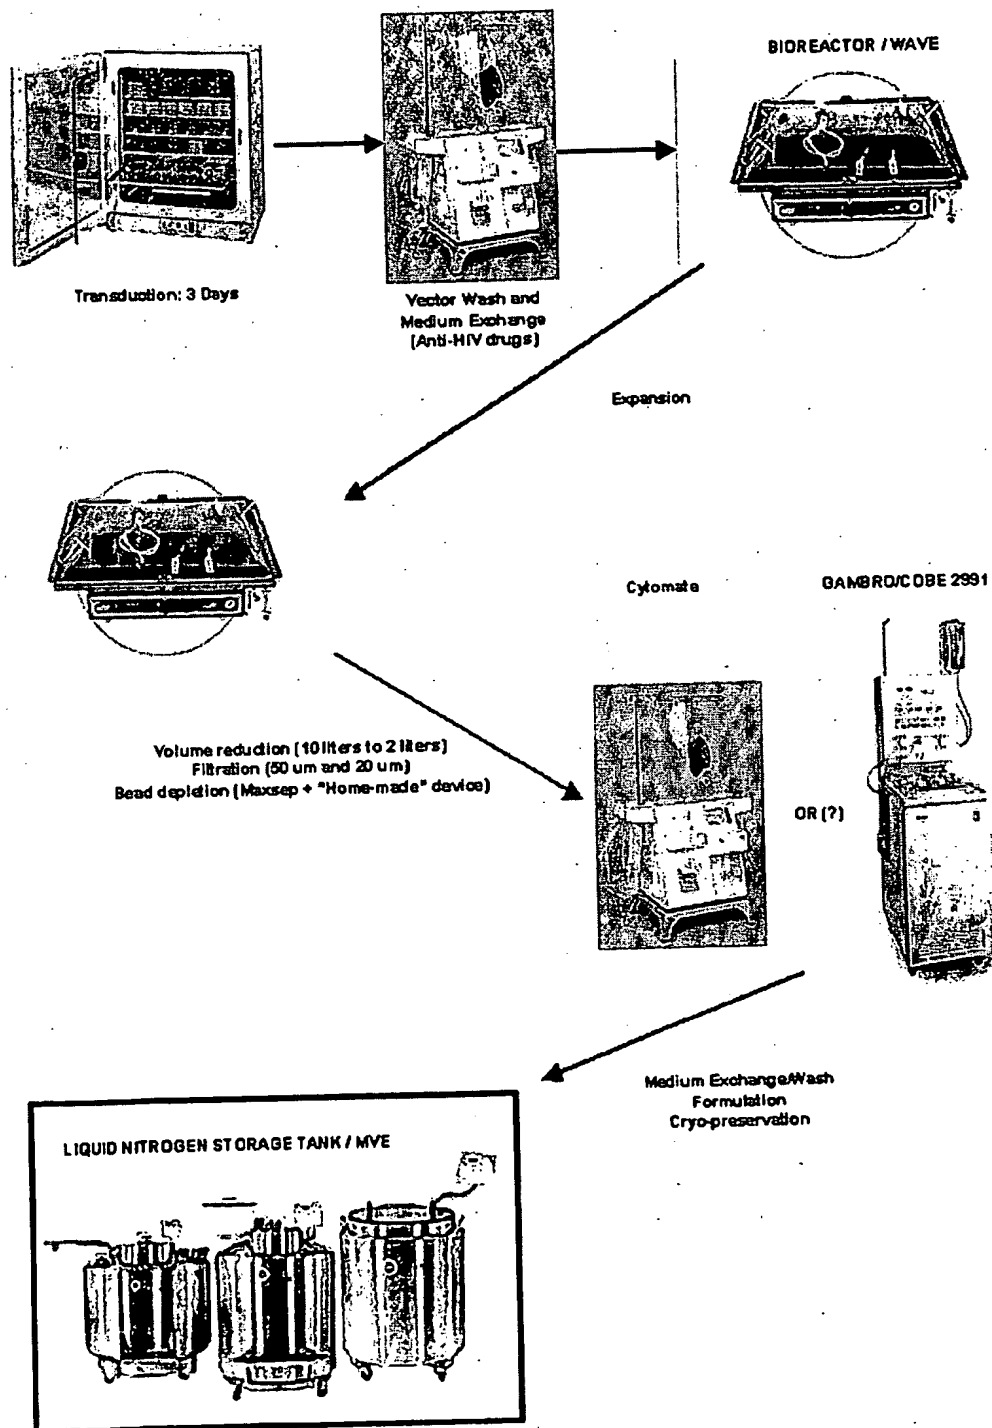 BIOREACTOR / WAVE
Transduction: 3 Days
Vector Wash and
Medium Exchange
(Anti-HIV drugs)
Expansion
Cytomate
GAMBRO/COBE 2991
Volume reduction (10 liters to 2 liters)
Filtration (50 um and 20 um)
Bead depletion (Maxsep + "Home-made" device)
OR (?)
Medium Exchange/Wash
Formulation
Cryo-preservation
LIQUID NITROGEN STORAGE TANK / MVE